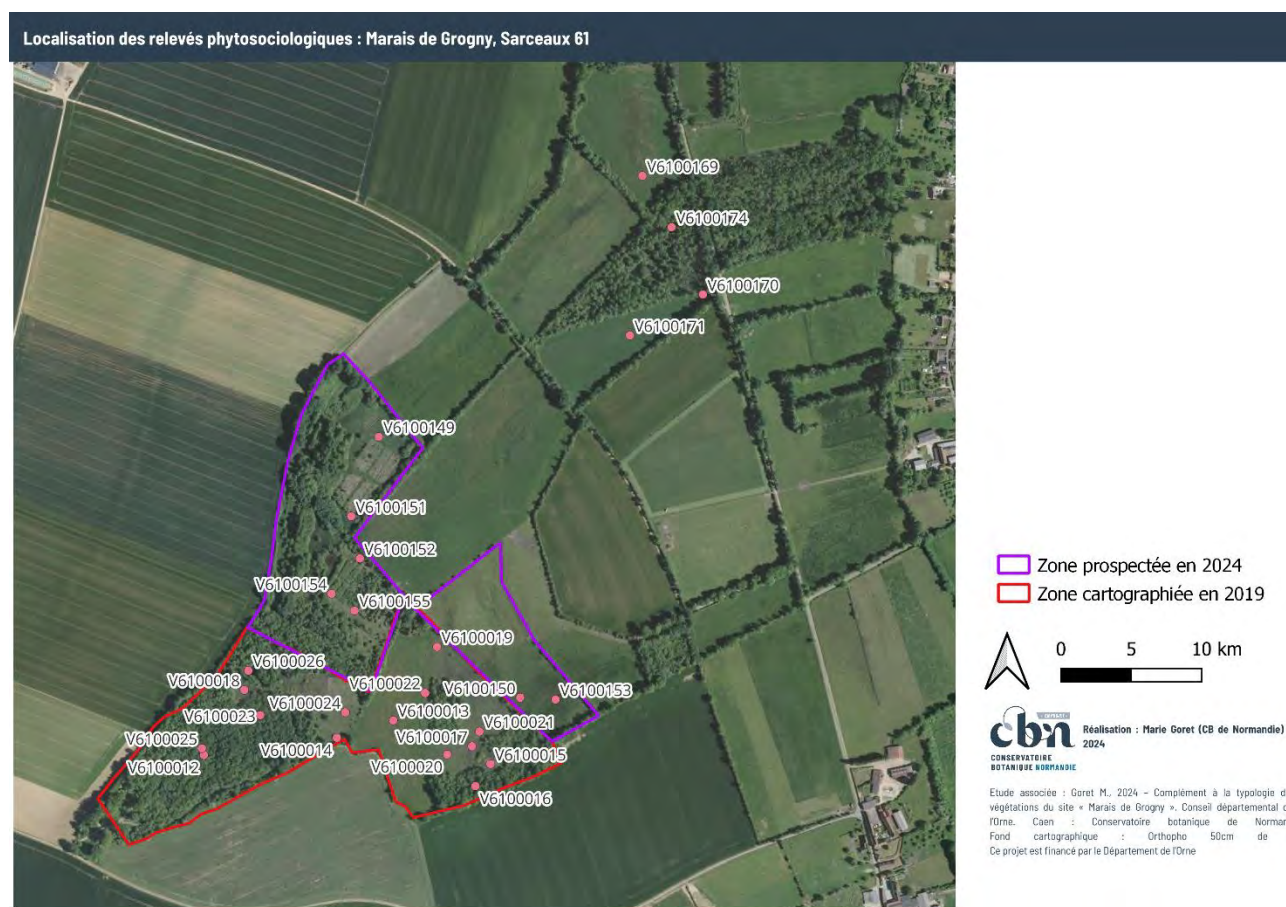 Localisation des relevés phytosociologiques : Marais de Grogny, Sarceaux 61
V6100169
V6100174
V6100170
V6100171
V6100149
V6100151
V6100152
V6100154
V6100155
V6100019
V6100026
V6100018
V6100022
V6100150
V6100153
V6100023
V6100024
V6100013
V6100021
V6100025
V6100014
V6100017
V6100015
V6100012
V6100020
V6100016
Zone prospectée en 2024
Zone cartographiée en 2019
0 5 10 km
cbn
CONSERVATOIRE
BOTANIQUE NORMANDIE
Réalisation : Marie Goret (CB de Normandie)
2024
Etude associée : Goret M., 2024 – Complément à la typologie d
végétations du site « Marais de Grogny ». Conseil départemental d
l'Orne. Caen : Conservatoire botanique de Norman
Fond cartographique : Orthopho 50cm de
Ce projet est financé par le Département de l'Orne